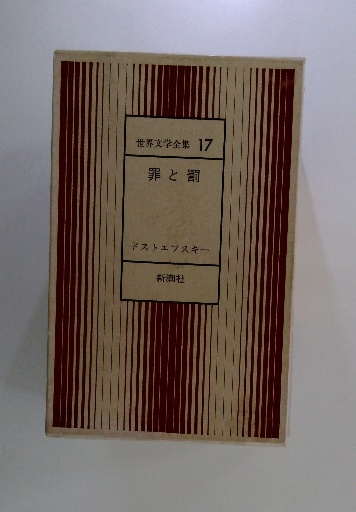 世界文学全集 17
罪と罰
ドストエフスキー
新潮社